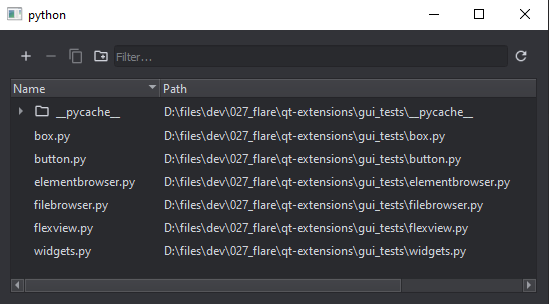 python
Filter...
Name Path
__pycache__ D:\files\dev\027_flare\qt-extensions\gui_tests\__pycache__
box.py D:\files\dev\027_flare\qt-extensions\gui_tests\box.py
button.py D:\files\dev\027_flare\qt-extensions\gui_tests\button.py
elementbrowser.py D:\files\dev\027_flare\qt-extensions\gui_tests\elementbrowser.py
filebrowser.py D:\files\dev\027_flare\qt-extensions\gui_tests\filebrowser.py
flexview.py D:\files\dev\027_flare\qt-extensions\gui_tests\flexview.py
widgets.py D:\files\dev\027_flare\qt-extensions\gui_tests\widgets.py